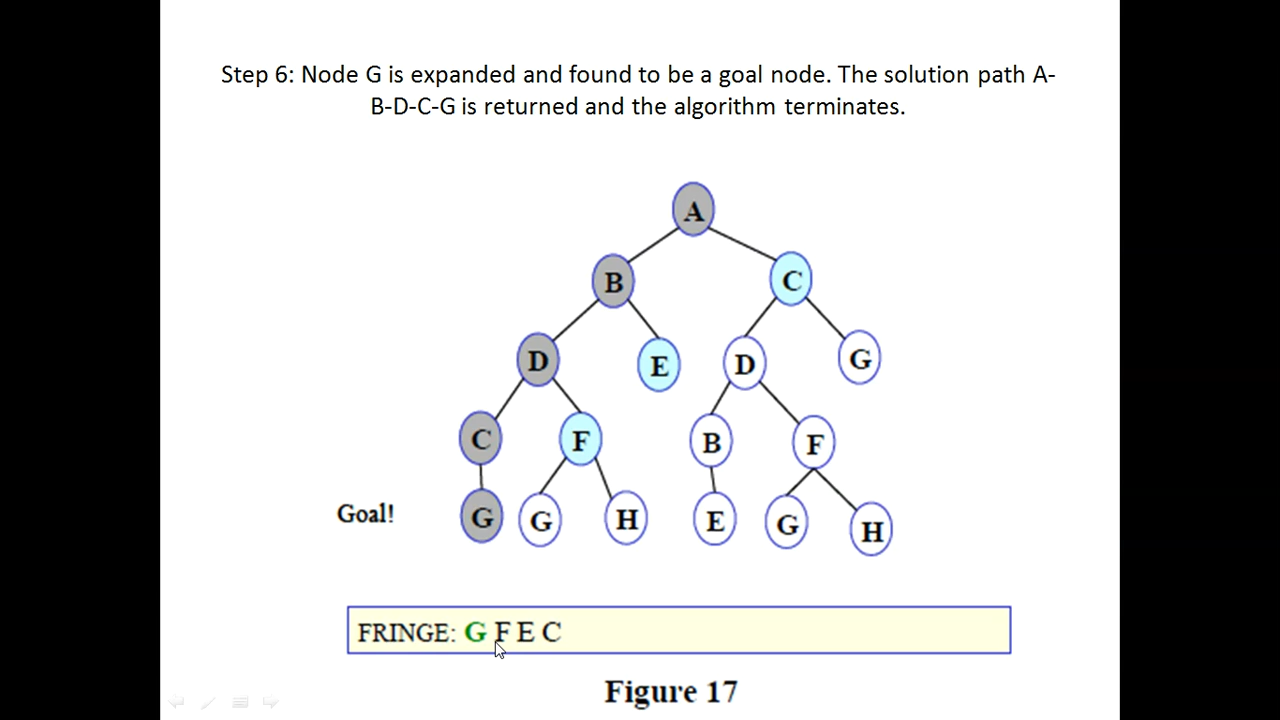 Step 6: Node G is expanded and found to be a goal node. The solution path A-
B-D-C-G is returned and the algorithm terminates.
A
B
C
D
E
D
G
C
F
B
F
Goal!
G
G
H
E
G
H
FRINGE: G F E C
Figure 17